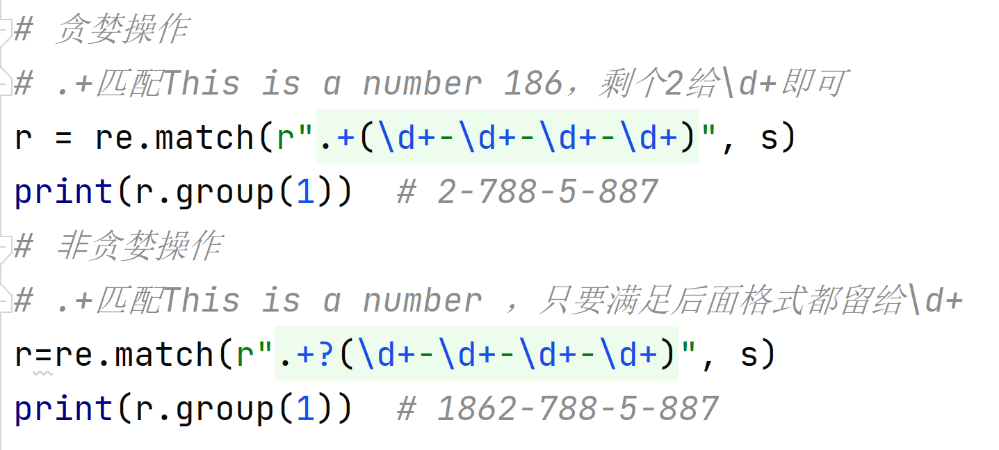 # 贪婪操作
# .+匹配This is a number 186，剩个2给\d+即可
r = re.match(r".+(\d+-\d+-\d+-\d+)", s)
print(r.group(1))  # 2-788-5-887
# 非贪婪操作
# .+匹配This is a number ，只要满足后面格式都留给\d+
r=re.match(r".+?(\d+-\d+-\d+-\d+)", s)
print(r.group(1))  # 1862-788-5-887